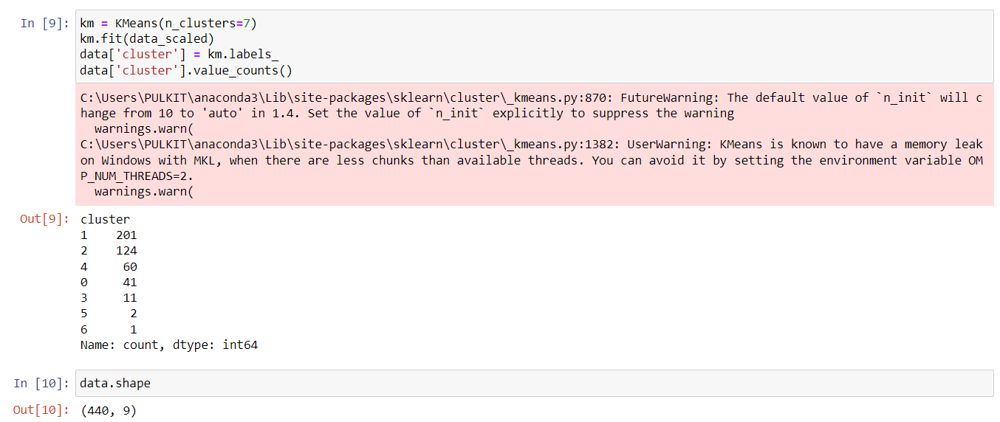 In [9]: km = KMeans(n_clusters=7)
km.fit(data_scaled)
data['cluster'] = km.labels_
data['cluster'].value_counts()
C:\Users\PULKIT\anaconda3\Lib\site-packages\sklearn\cluster\_kmeans.py:870: FutureWarning: The default value of `n_init` will c
hange from 10 to 'auto' in 1.4. Set the value of `n_init` explicitly to suppress the warning
  warnings.warn(
C:\Users\PULKIT\anaconda3\Lib\site-packages\sklearn\cluster\_kmeans.py:1382: UserWarning: KMeans is known to have a memory leak
on Windows with MKL, when there are less chunks than available threads. You can avoid it by setting the environment variable OM
P_NUM_THREADS=2.
  warnings.warn(
Out[9]: cluster
1    201
2    124
4     60
0     41
3     11
5      2
6      1
Name: count, dtype: int64
In [10]: data.shape
Out[10]: (440, 9)